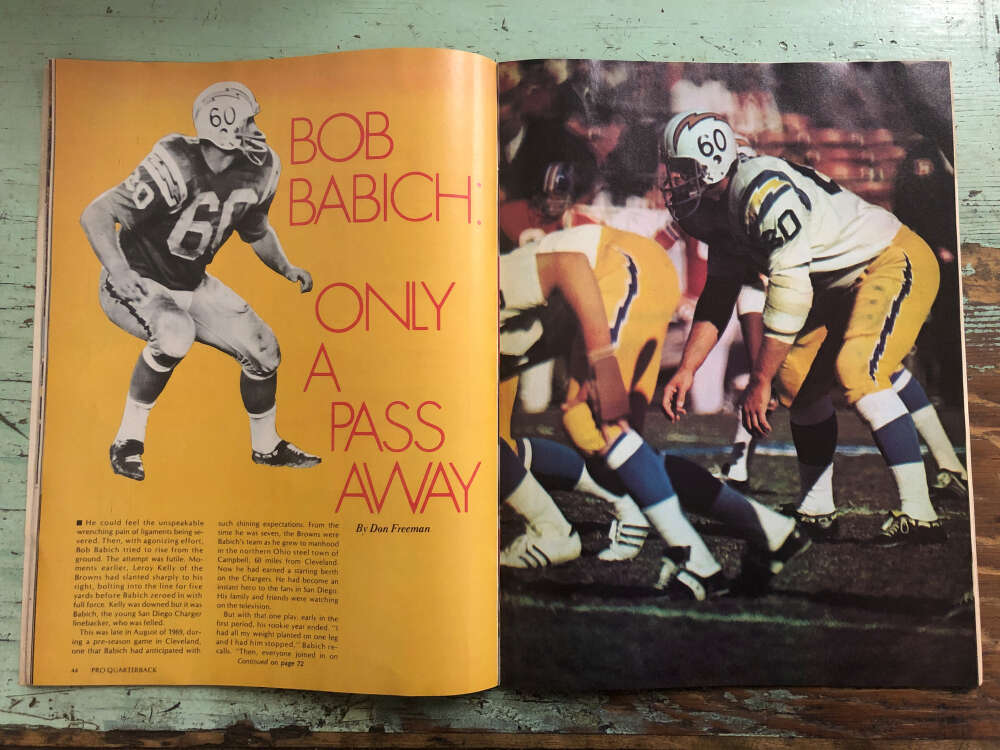 BOB
BABICH:
ONLY
A
PASS
AWAY
By Don Freeman
■ He could feel the unspeakable
wrenching pain of ligaments being se-
vered. Then, with agonizing effort,
Bob Babich tried to rise from the
ground. The attempt was futile. Mo-
ments earlier, Leroy Kelly of the
Browns had slanted sharply to his
right, bolting into the line for five
yards before Babich zeroed in with
full force. Kelly was downed but it was
Babich, the young San Diego Charger
linebacker, who was felled.
This was late in August of 1969, dur-
ing a pre-season game in Cleveland,
one that Babich had anticipated with
such shining expectations. From the
time he was seven, the Browns were
Babich's team as he grew to manhood
in the northern Ohio steel town of
Campbell, 60 miles from Cleveland.
Now he had earned a starting berth
on the Chargers. He had become an
instant hero to the fans in San Diego.
His family and friends were watching
on the television.
But with that one play, early in the
first period, his rookie year ended. "I
had all my weight planted on one leg
and I had him stopped," Babich re-
calls. "Then, everyone joined in on
Continued on page 72
44 PRO QUARTERBACK
60
60
60
60
60